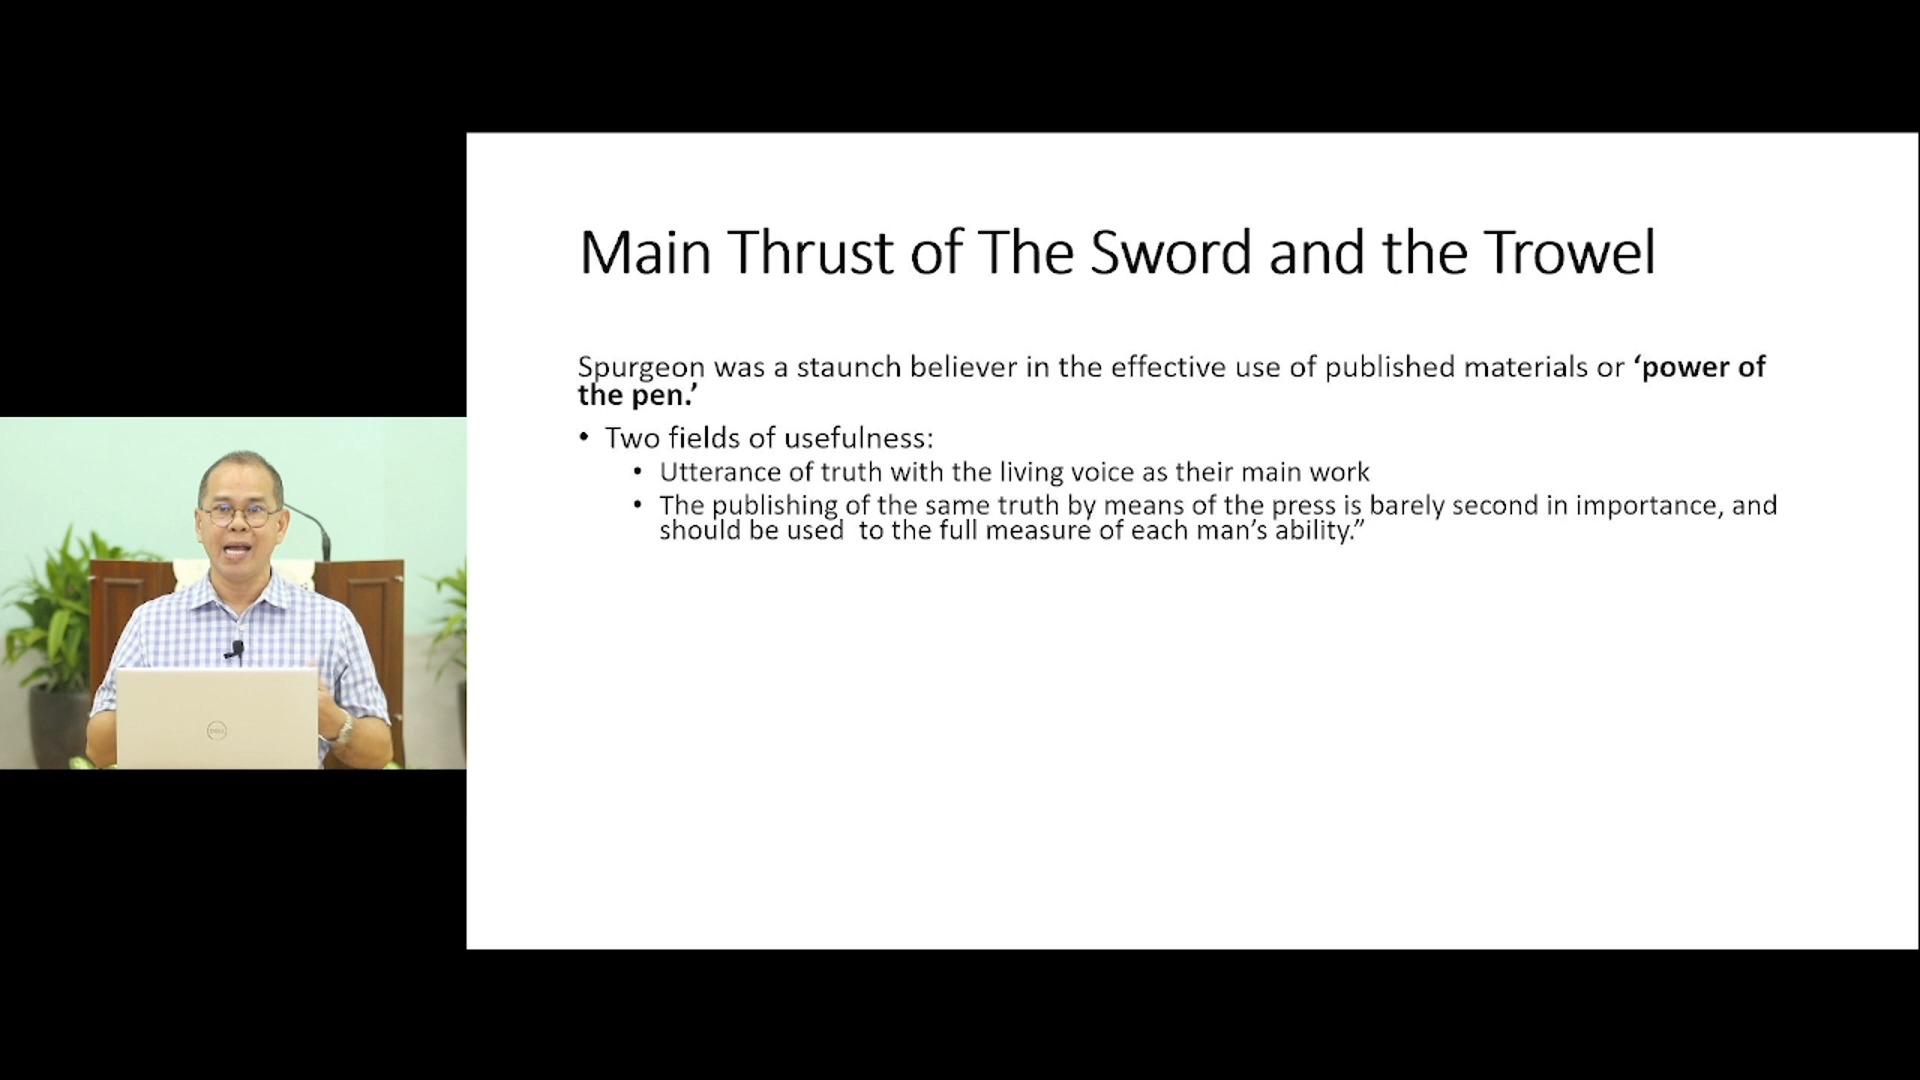 Main Thrust of The Sword and the Trowel
Spurgeon was a staunch believer in the effective use of published materials or ‘power of
the pen.’
• Two fields of usefulness:
• Utterance of truth with the living voice as their main work
• The publishing of the same truth by means of the press is barely second in importance, and
should be used  to the full measure of each man’s ability.”
DELL